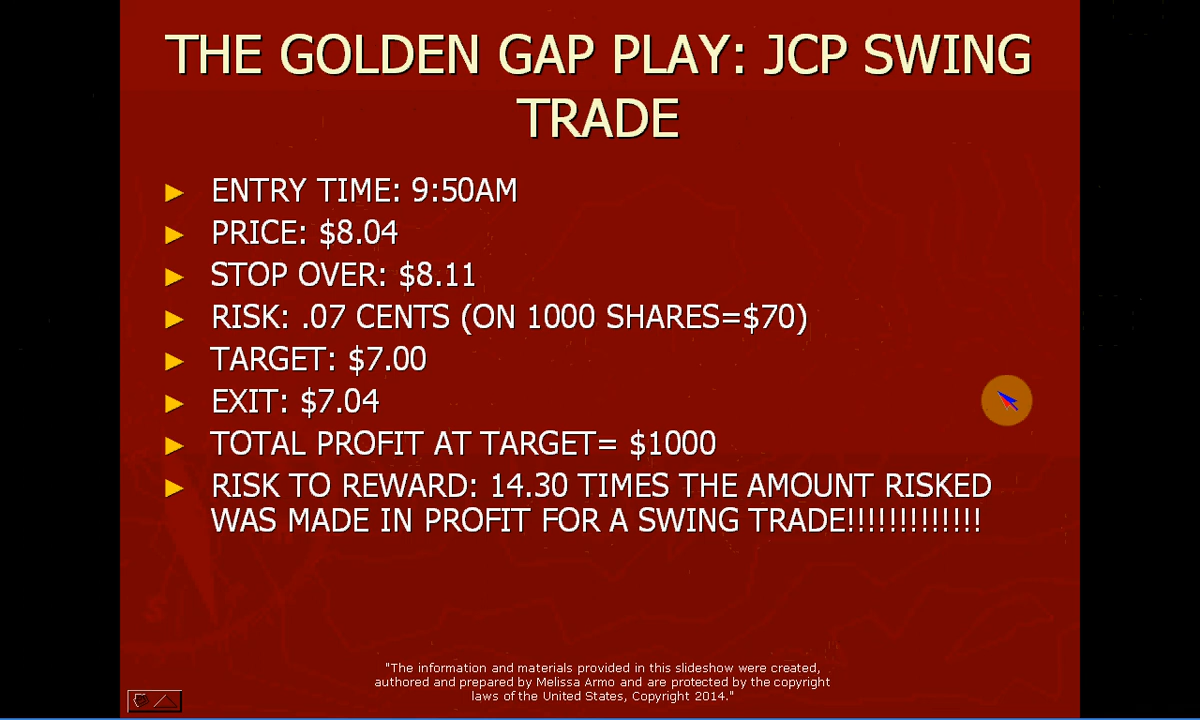 THE GOLDEN GAP PLAY: JCP SWING
TRADE
► ENTRY TIME: 9:50AM
► PRICE: $8.04
► STOP OVER: $8.11
► RISK: .07 CENTS (ON 1000 SHARES=$70)
► TARGET: $7.00
► EXIT: $7.04
► TOTAL PROFIT AT TARGET= $1000
► RISK TO REWARD: 14.30 TIMES THE AMOUNT RISKED
WAS MADE IN PROFIT FOR A SWING TRADE!!!!!!!!!!!!!
"The information and materials provided in this slideshow were created,
authored and prepared by Melissa Armo and are protected by the copyright
laws of the United States, Copyright 2014."